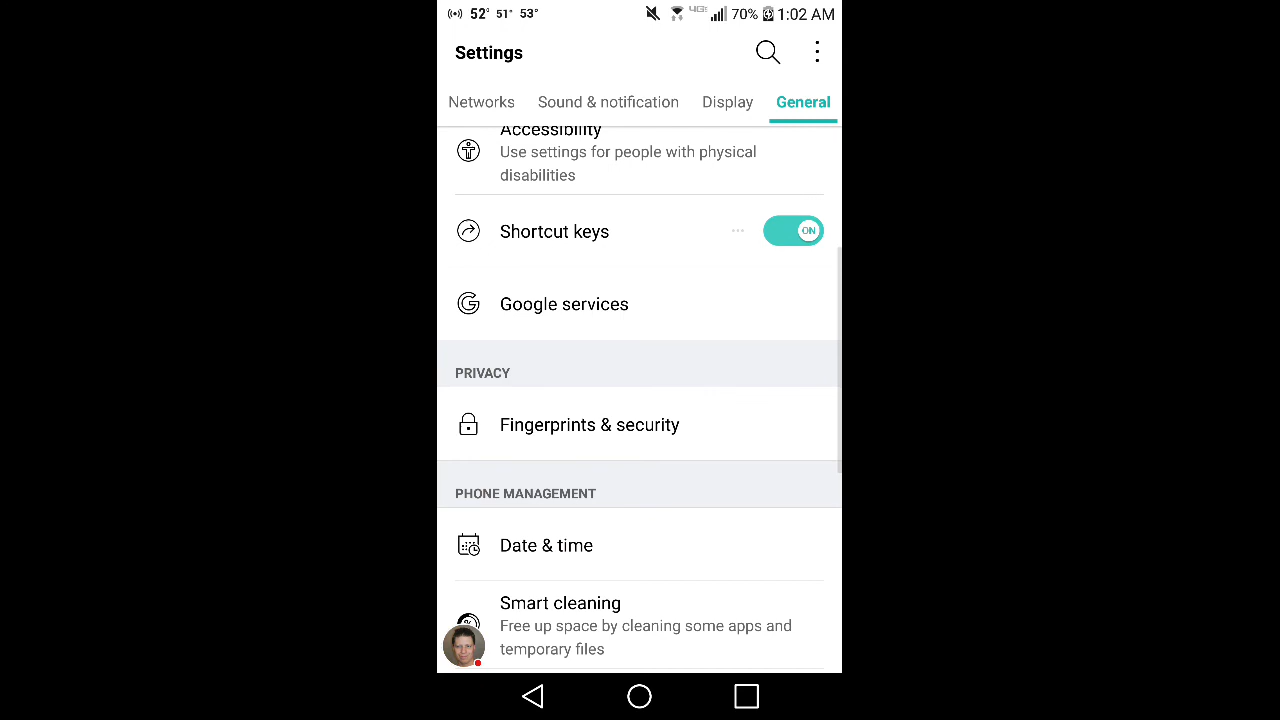 52° 51° 53° 4G 70% 1:02 AM
Settings
Networks Sound & notification Display General
Accessibility
Use settings for people with physical
disabilities
Shortcut keys ... ON
Google services
PRIVACY
Fingerprints & security
PHONE MANAGEMENT
Date & time
Smart cleaning
Free up space by cleaning some apps and
temporary files